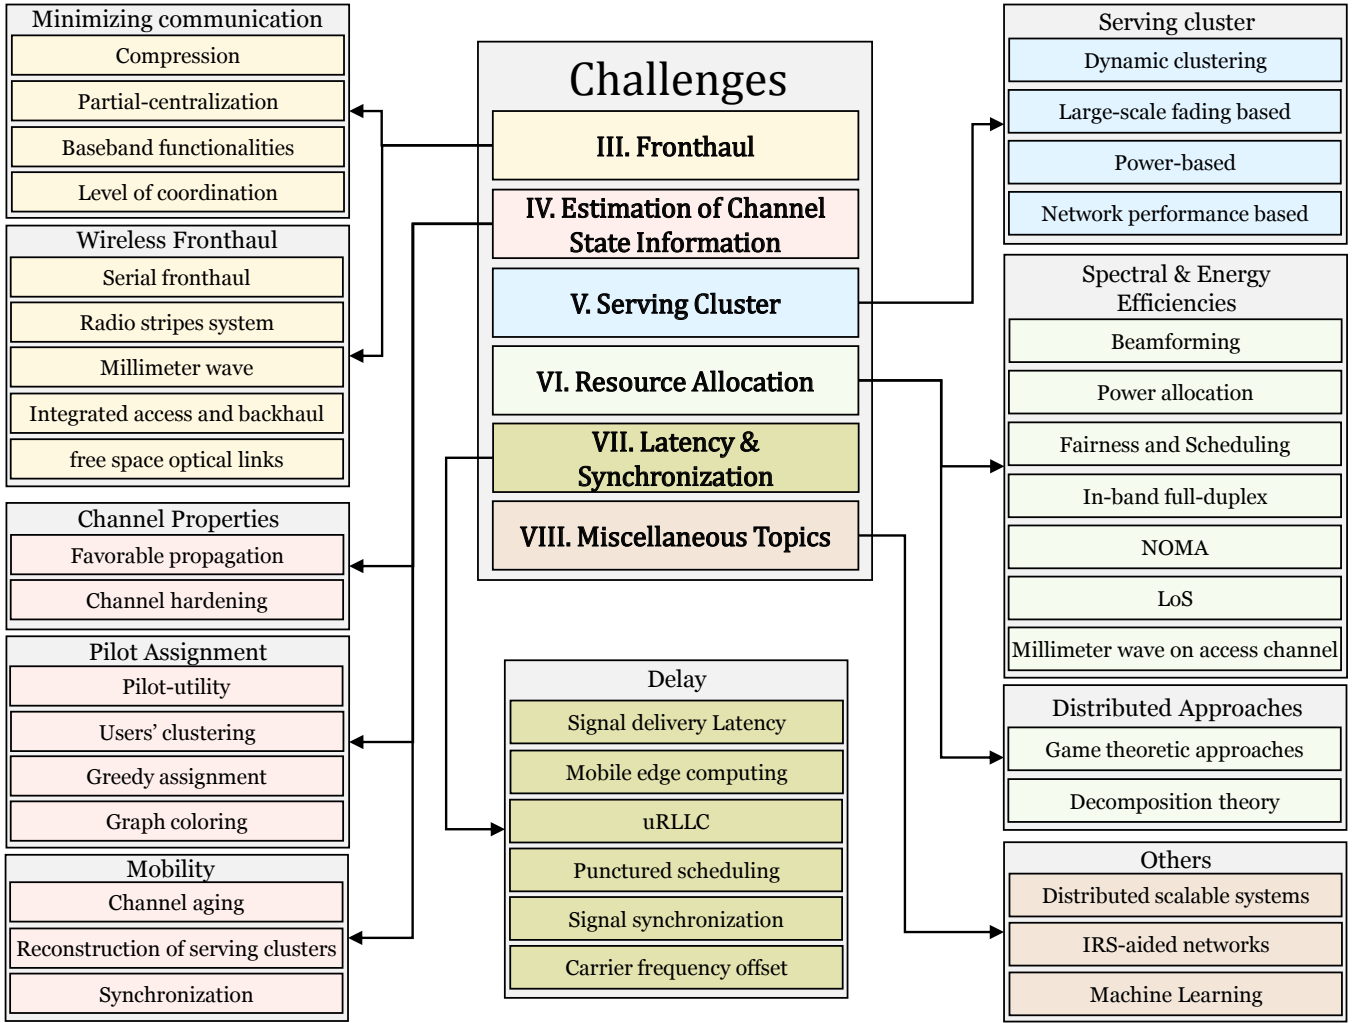 Minimizing communication
Compression
Partial-centralization
Baseband functionalities
Level of coordination
Wireless Fronthaul
Serial fronthaul
Radio stripes system
Millimeter wave
Integrated access and backhaul
free space optical links
Channel Properties
Favorable propagation
Channel hardening
Pilot Assignment
Pilot-utility
Users’ clustering
Greedy assignment
Graph coloring
Mobility
Channel aging
Reconstruction of serving clusters
Synchronization
Challenges
III. Fronthaul
IV. Estimation of Channel
State Information
V. Serving Cluster
VI. Resource Allocation
VII. Latency &
Synchronization
VIII. Miscellaneous Topics
Delay
Signal delivery Latency
Mobile edge computing
uRLLC
Punctured scheduling
Signal synchronization
Carrier frequency offset
Serving cluster
Dynamic clustering
Large-scale fading based
Power-based
Network performance based
Spectral & Energy
Efficiencies
Beamforming
Power allocation
Fairness and Scheduling
In-band full-duplex
NOMA
LoS
Millimeter wave on access channel
Distributed Approaches
Game theoretic approaches
Decomposition theory
Others
Distributed scalable systems
IRS-aided networks
Machine Learning